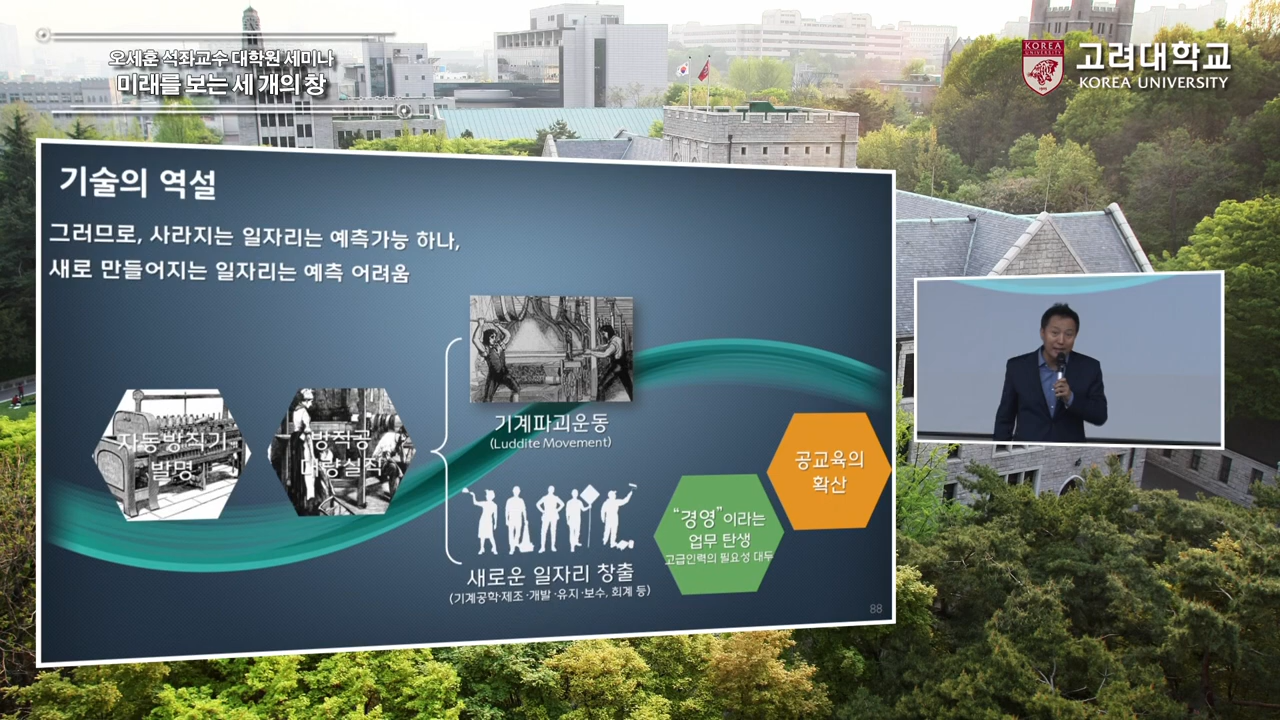 오세훈 석좌교수 대학원 세미나
미래를 보는 세 개의 창
KOREA
UNIVERSITY
고려대학교
KOREA UNIVERSITY
기술의 역설
그러므로, 사라지는 일자리는 예측가능 하나,
새로 만들어지는 일자리는 예측 어려움
자동방직기
발명
방적공
대량실직
기계파괴운동
(Luddite Movement)
새로운 일자리 창출
(기계공학·제조·개발·유지·보수, 회계 등)
“경영”이라는
업무 탄생
고급인력의 필요성 대두
공교육의
확산
88